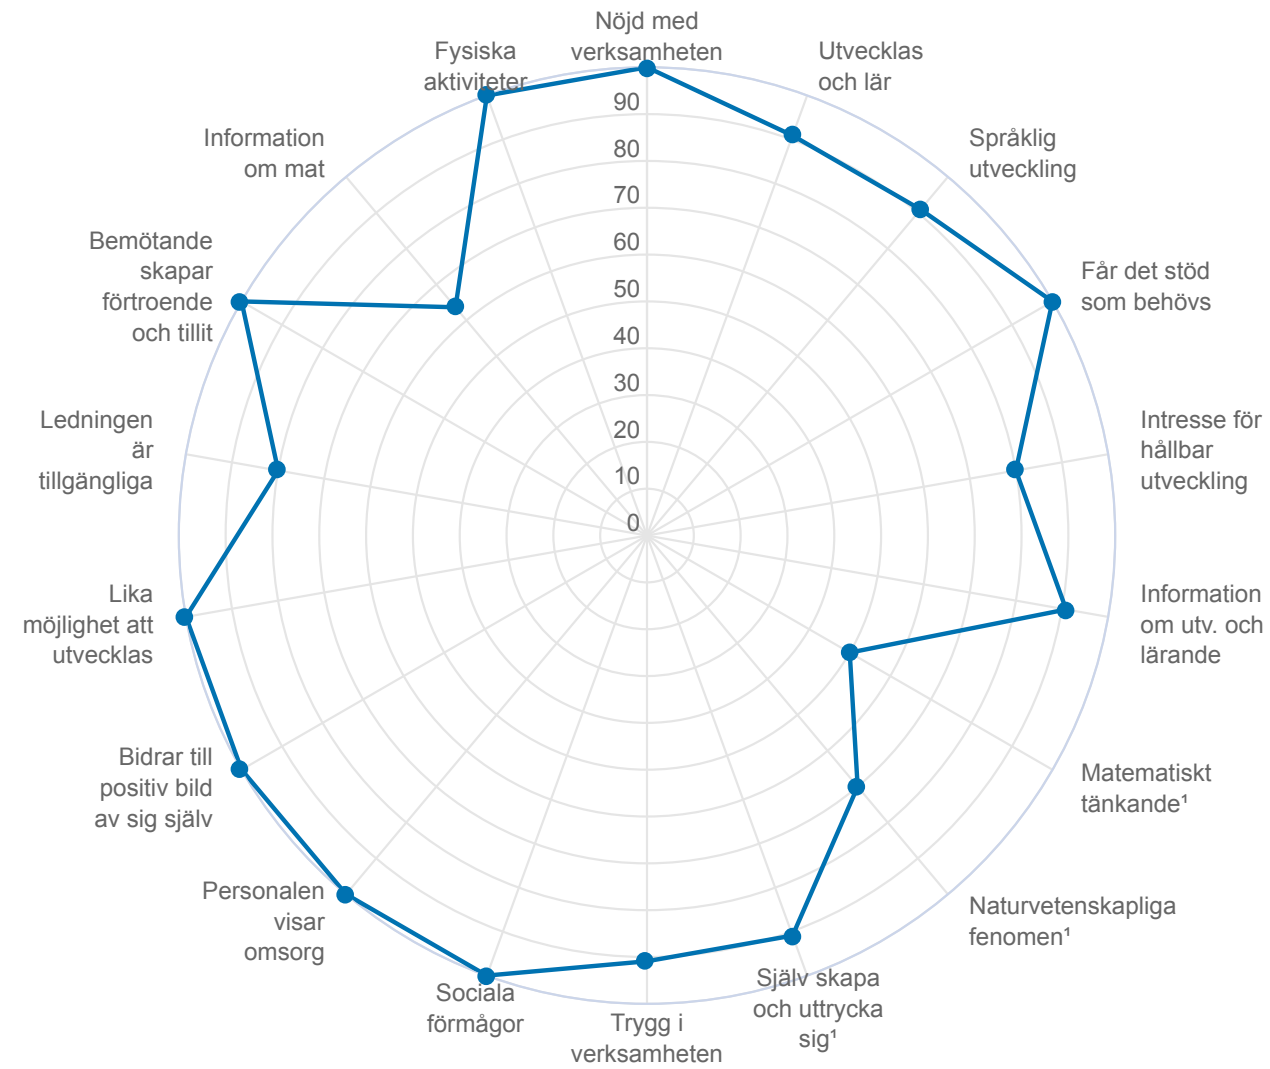 Nöjd med
verksamheten
Utvecklas
och lär
Språklig
utveckling
Får det stöd
som behövs
Intresse för
hållbar
utveckling
Information
om utv. och
lärande
Matematiskt
tänkande¹
Naturvetenskapliga
fenomen¹
Själv skapa
och uttrycka
sig¹
Trygg i
verksamheten
Sociala
förmågor
Personalen
visar
omsorg
Bidrar till
positiv bild
av sig själv
Lika
möjlighet att
utvecklas
Ledningen
är
tillgängliga
Bemötande
skapar
förtroende
och tillit
Information
om mat
Fysiska
aktiviteter
90
80
70
60
50
40
30
20
10
0